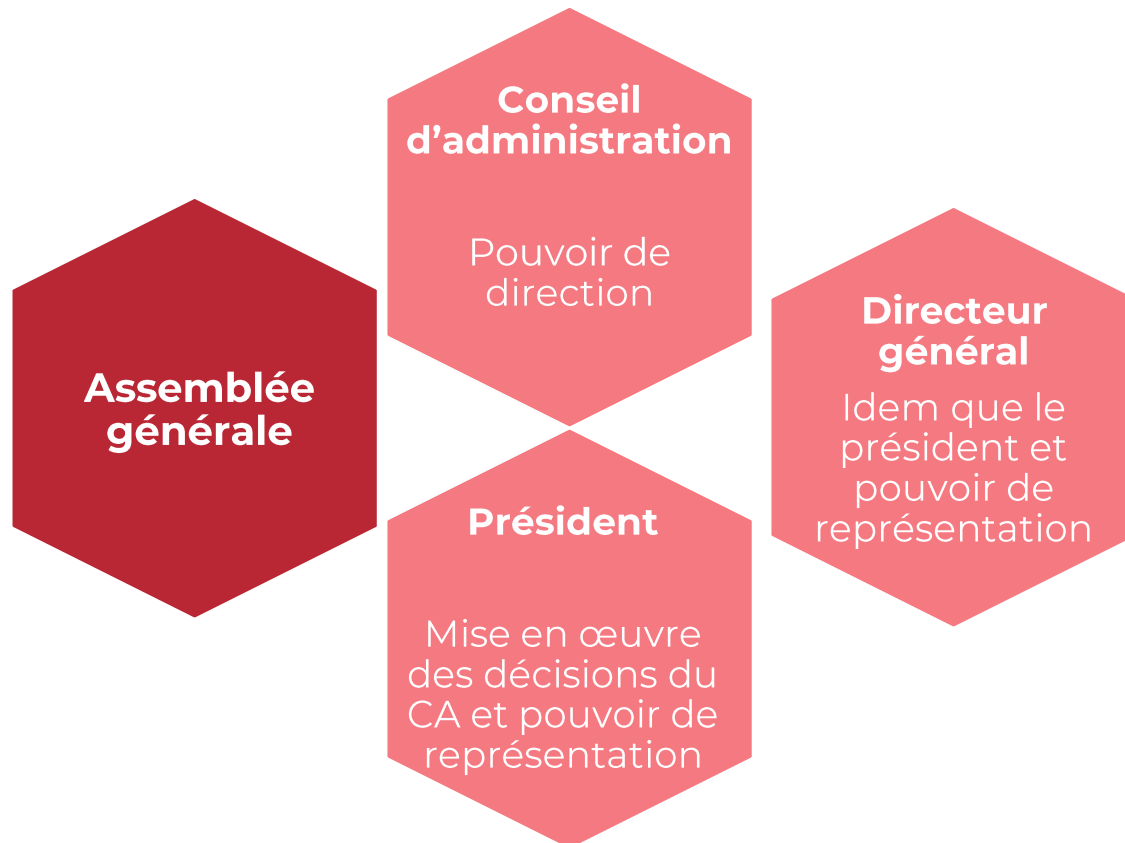 Assemblée
générale
Conseil
d’administration
Pouvoir de
direction
Président
Mise en œuvre
des décisions du
CA et pouvoir de
représentation
Directeur
général
Idem que le
président et
pouvoir de
représentation